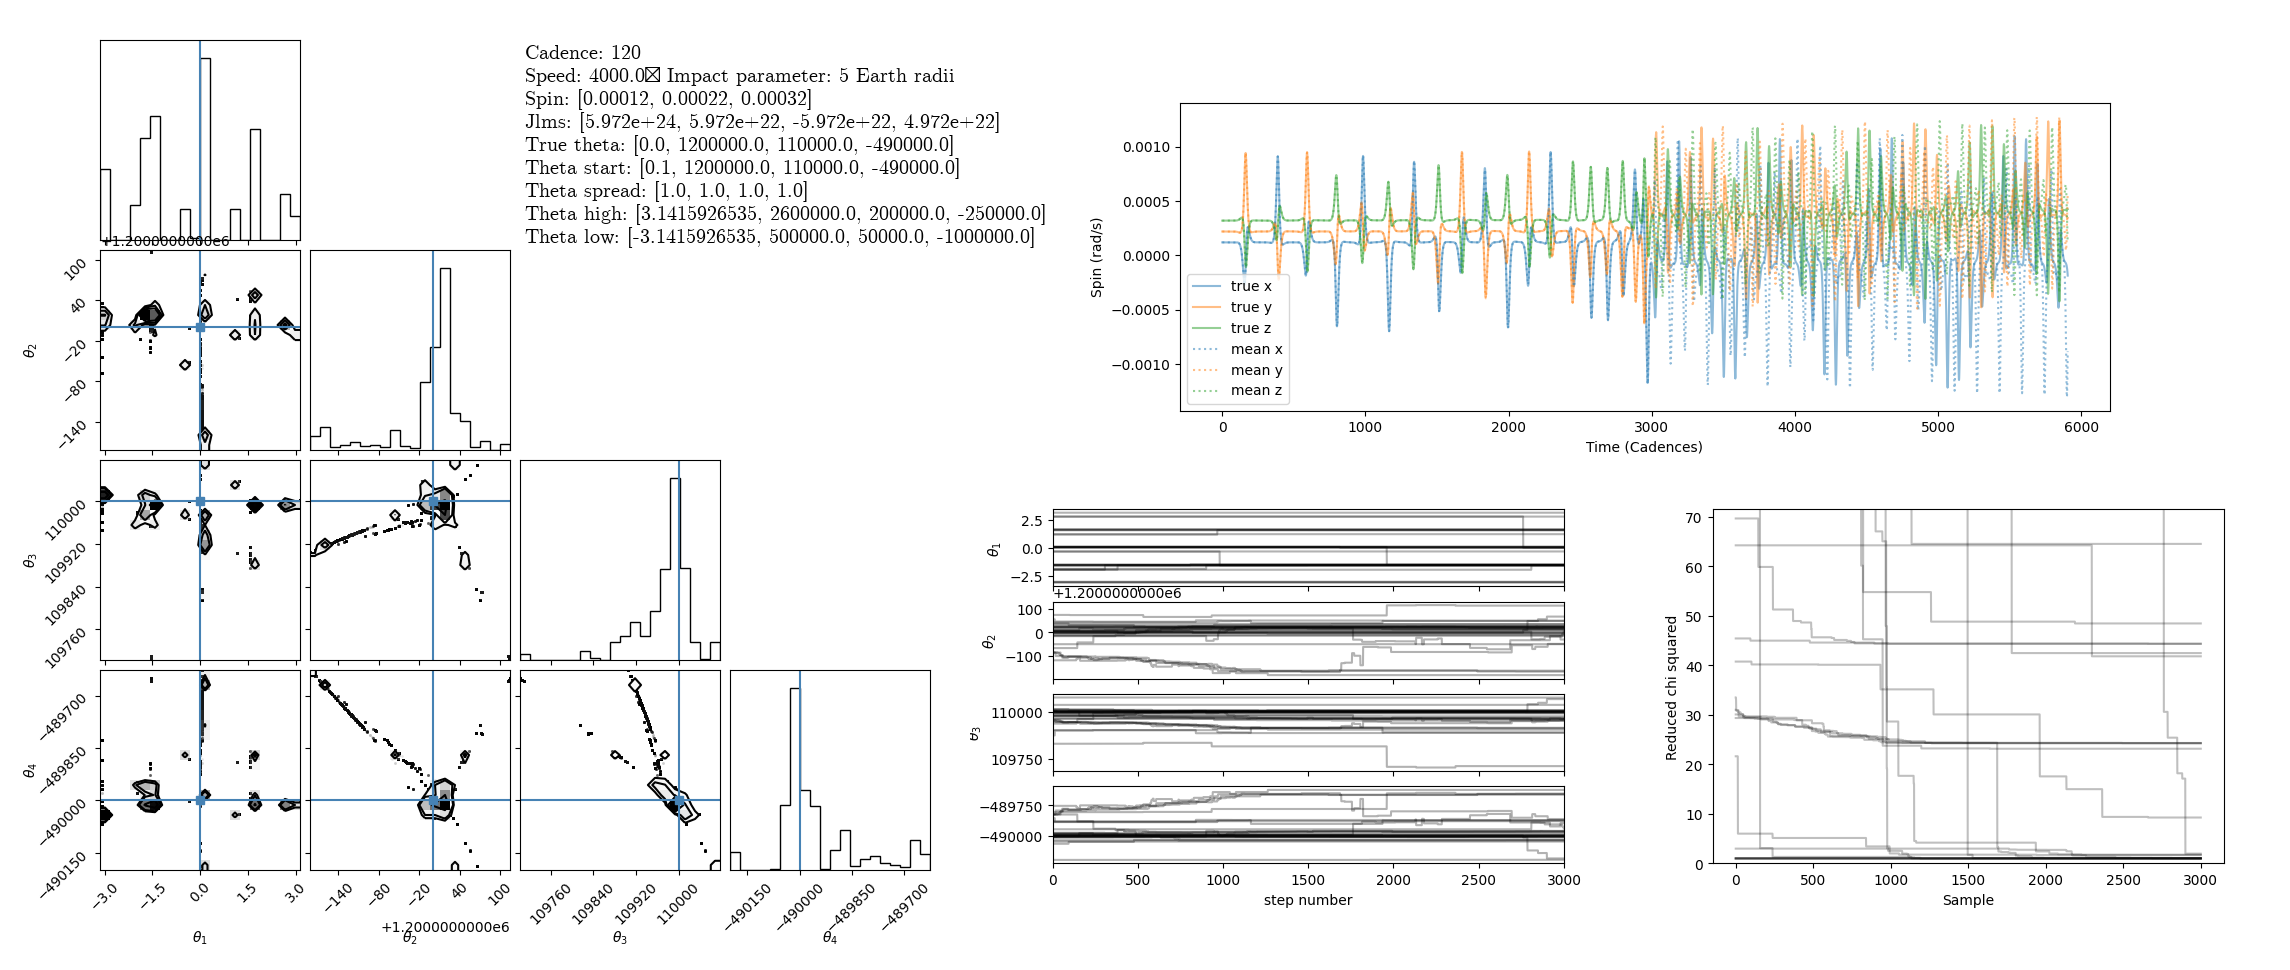 Cadence: 120
Speed: 4000.0 Impact parameter: 5 Earth radii
Spin: [0.00012, 0.00022, 0.00032]
Jlms: [5.972e+24, 5.972e+22, -5.972e+22, 4.972e+22]
True theta: [0.0, 1200000.0, 110000.0, -490000.0]
Theta start: [0.1, 1200000.0, 110000.0, -490000.0]
Theta spread: [1.0, 1.0, 1.0, 1.0]
Theta high: [3.1415926535, 2600000.0, 200000.0, -250000.0]
Theta low: [-3.1415926535, 500000.0, 50000.0, -1000000.0]
+1.2000000000e6
100
40
−20
−80
−140
θ2
110000
109920
109840
109760
θ3
−489700
−489850
−490000
−490150
θ4
−3.0 −1.5 0.0 1.5 3.0
θ1
−140 −80 −20 40 100
+1.2000000000e6
θ2
109760 109840 109920 110000
θ3
−490150 −490000 −489850 −489700
θ4
0.0010
0.0005
0.0000
−0.0005
−0.0010
Spin (rad/s)
true x
true y
true z
mean x
mean y
mean z
0 1000 2000 3000 4000 5000 6000
Time (Cadences)
2.5
0.0
−2.5
θ1
+1.2000000000e6
100
0
−100
θ2
110000
109750
θ3
−489750
−490000
0 500 1000 1500 2000 2500 3000
step number
70
60
50
40
30
20
10
0
Reduced chi squared
0 500 1000 1500 2000 2500 3000
Sample